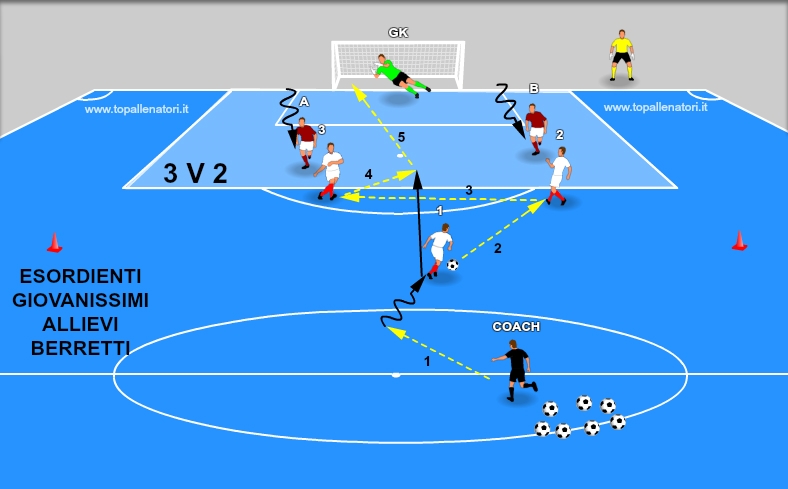 GK
A
B
www.topallenatori.it
www.topallenatori.it
3
2
5
3 V 2
4
3
1
2
ESORDIENTI
GIOVANISSIMI
ALLIEVI
BERRETTI
COACH
1